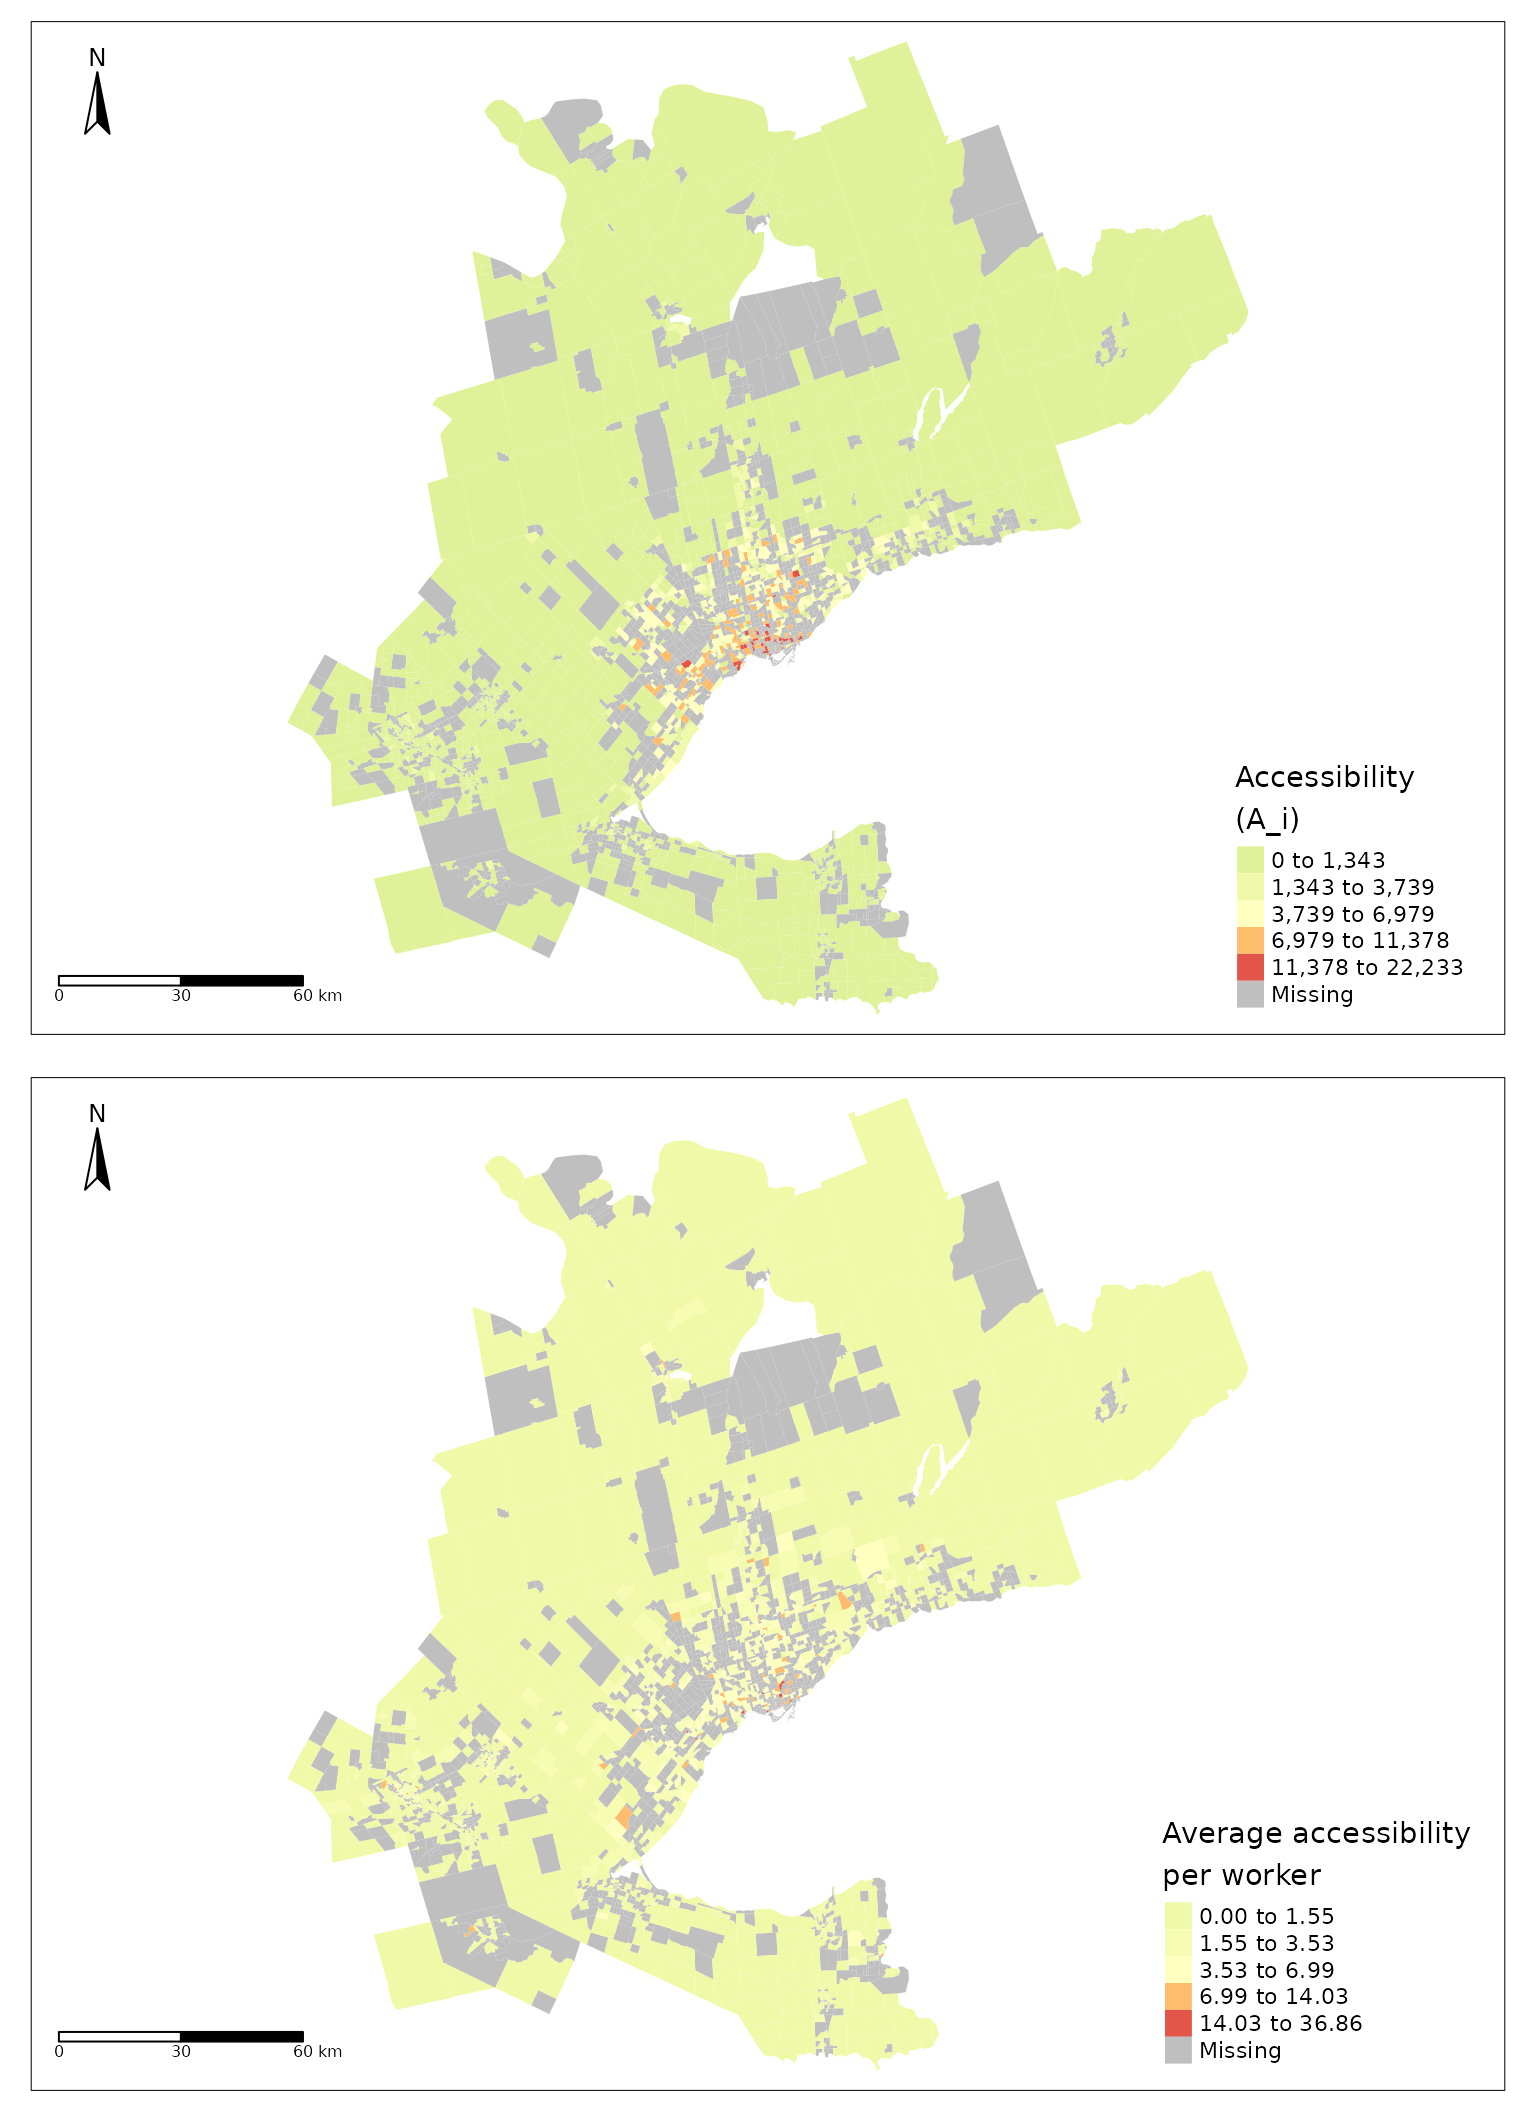 N
Accessibility
(A_i)
0 to 1,343
1,343 to 3,739
3,739 to 6,979
6,979 to 11,378
11,378 to 22,233
Missing
0 30 60 km
N
Average accessibility
per worker
0.00 to 1.55
1.55 to 3.53
3.53 to 6.99
6.99 to 14.03
14.03 to 36.86
Missing
0 30 60 km